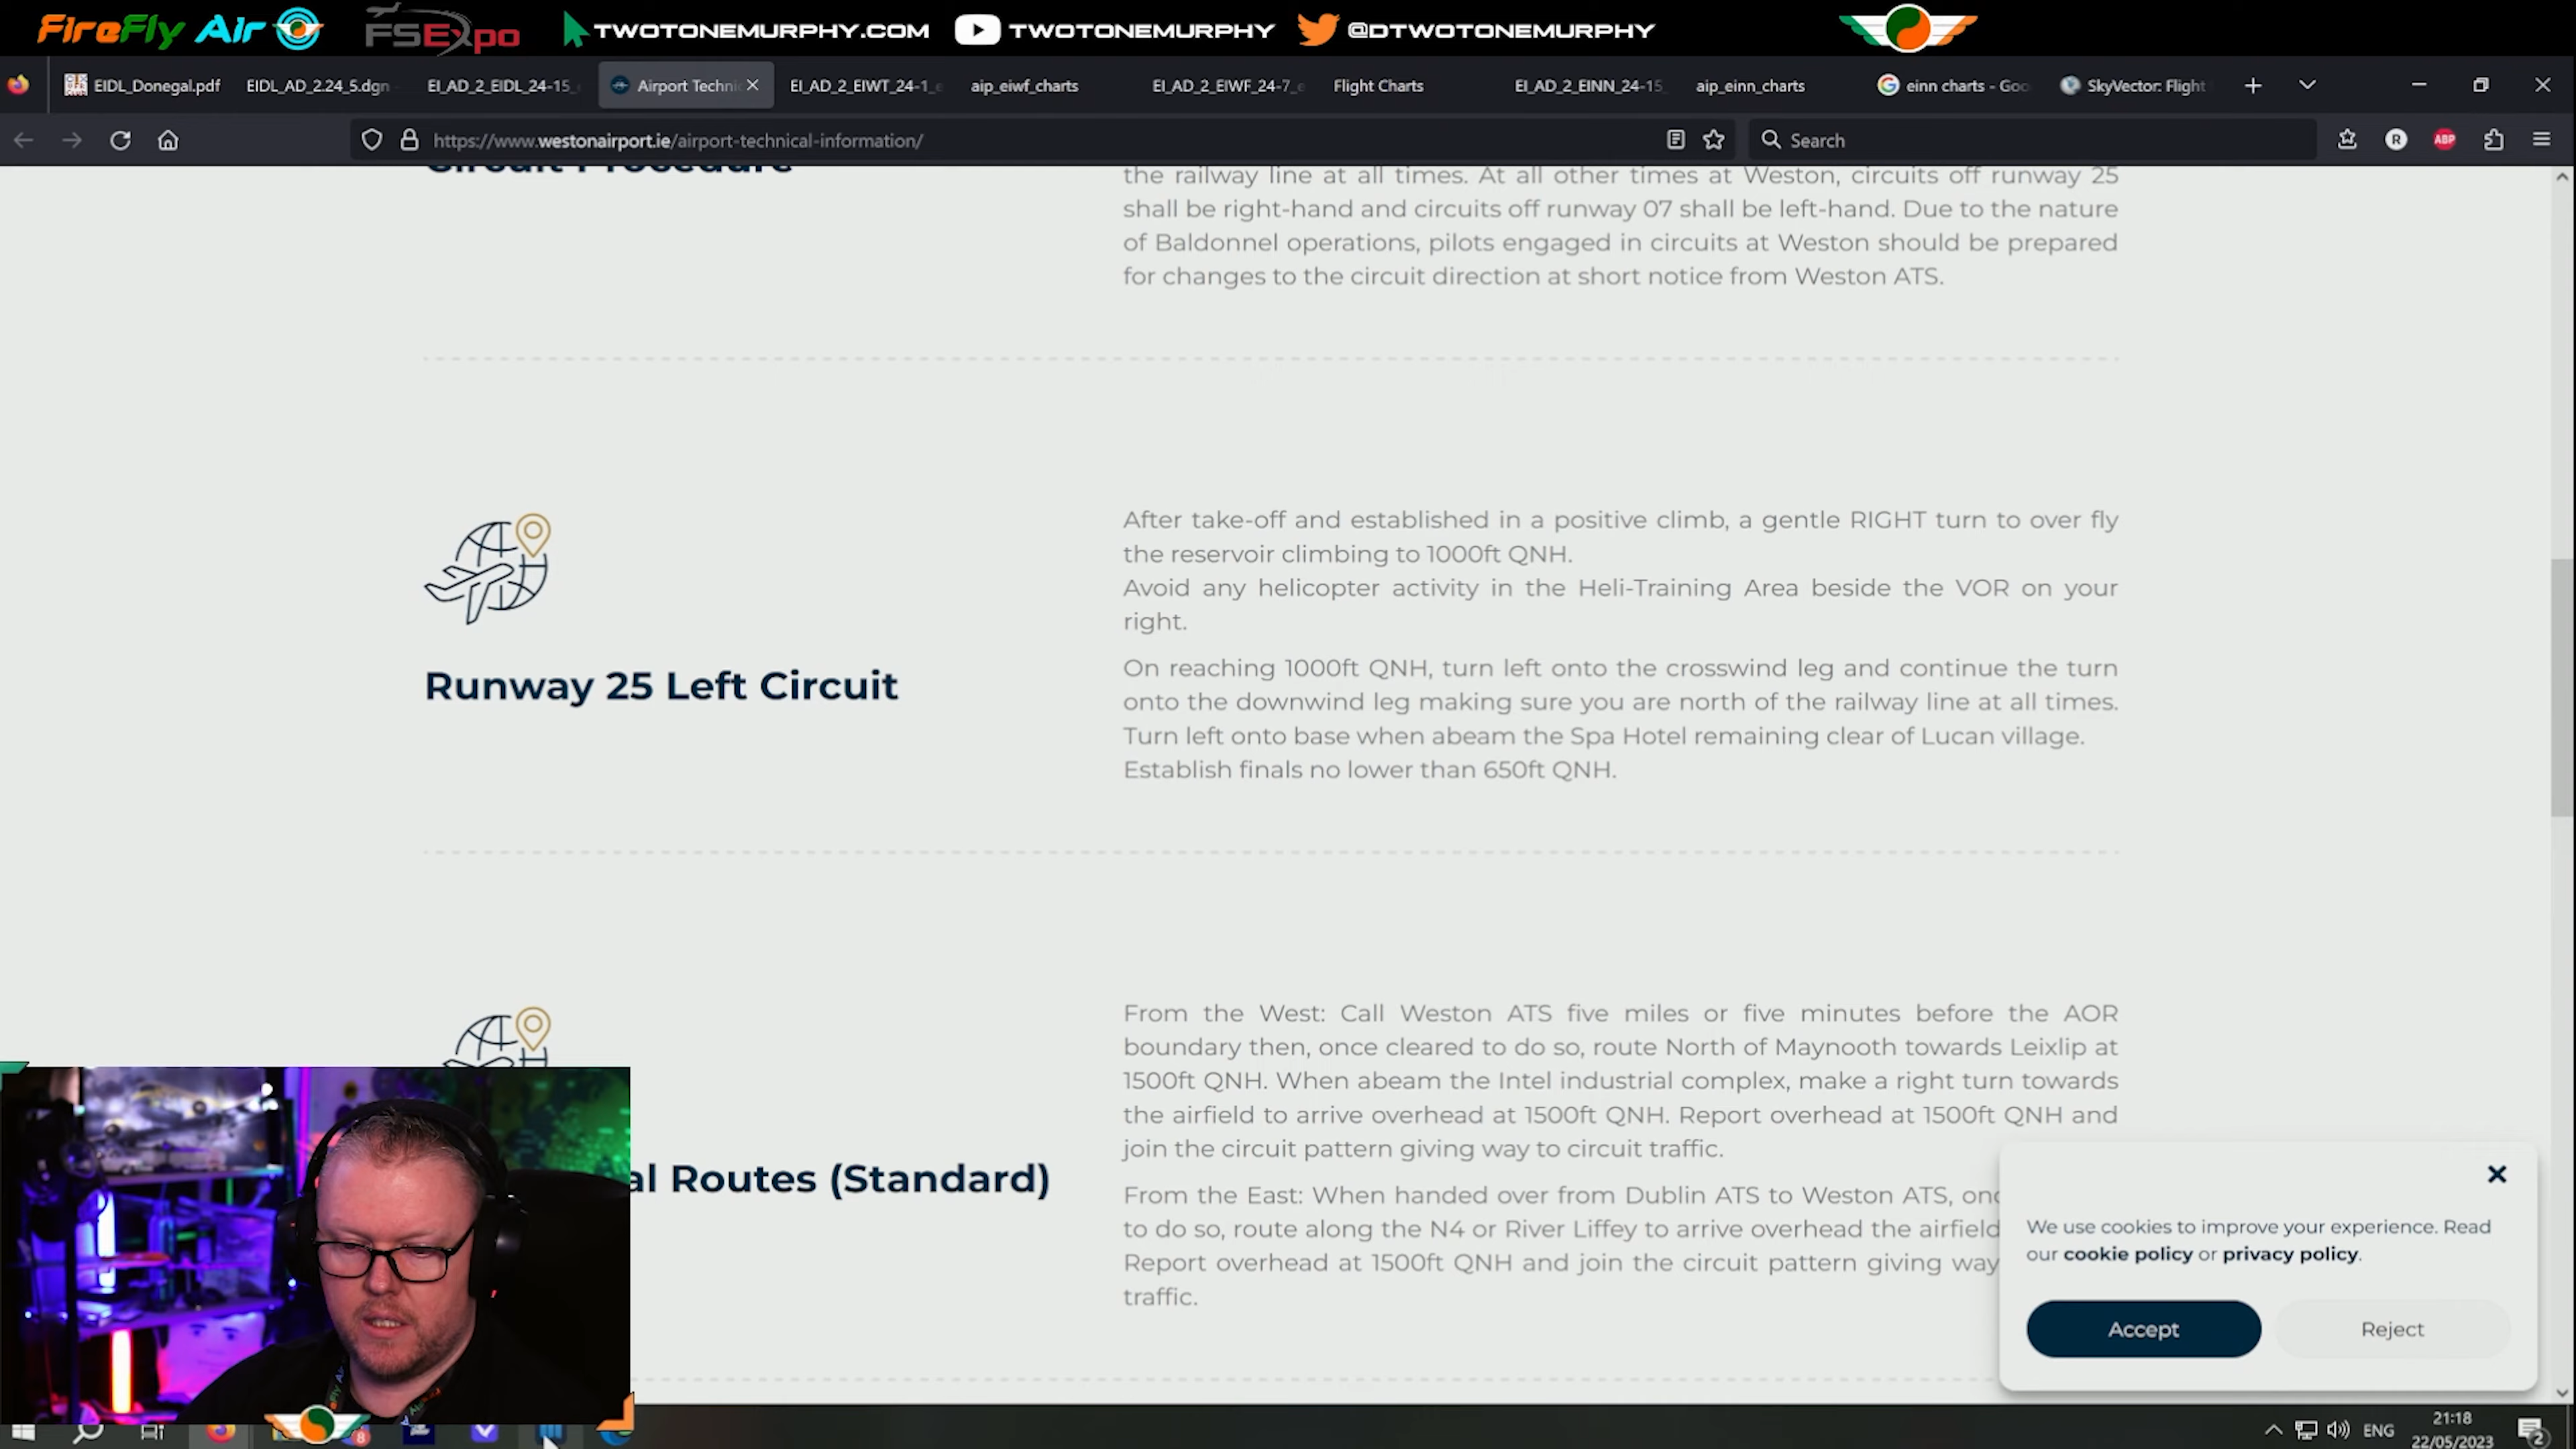 FireFly Air FSExpo TWOTONEMURPHY.COM TWOTONEMURPHY @DTWOTONEMURPHY
EIDL_Donegal.pdf EIDL_AD_2.24_5.dgn EI_AD_2_EIDL_24-15_ Airport Techni EI_AD_2_EIWT_24-1_e aip_eiwf_charts EI_AD_2_EIWF_24-7_e Flight Charts EI_AD_2_EINN_24-15_ aip_einn_charts einn charts - Goo SkyVector: Flight
https://www.westonairport.ie/airport-technical-information/ Search R ABP
Circuit Procedure
the railway line at all times. At all other times at Weston, circuits off runway 25
shall be right-hand and circuits off runway 07 shall be left-hand. Due to the nature
of Baldonnel operations, pilots engaged in circuits at Weston should be prepared
for changes to the circuit direction at short notice from Weston ATS.
Runway 25 Left Circuit
After take-off and established in a positive climb, a gentle RIGHT turn to over fly
the reservoir climbing to 1000ft QNH.
Avoid any helicopter activity in the Heli-Training Area beside the VOR on your
right.
On reaching 1000ft QNH, turn left onto the crosswind leg and continue the turn
onto the downwind leg making sure you are north of the railway line at all times.
Turn left onto base when abeam the Spa Hotel remaining clear of Lucan village.
Establish finals no lower than 650ft QNH.
al Routes (Standard)
From the West: Call Weston ATS five miles or five minutes before the AOR
boundary then, once cleared to do so, route North of Maynooth towards Leixlip at
1500ft QNH. When abeam the Intel industrial complex, make a right turn towards
the airfield to arrive overhead at 1500ft QNH. Report overhead at 1500ft QNH and
join the circuit pattern giving way to circuit traffic.
From the East: When handed over from Dublin ATS to Weston ATS, onc
to do so, route along the N4 or River Liffey to arrive overhead the airfield
Report overhead at 1500ft QNH and join the circuit pattern giving way
traffic.
We use cookies to improve your experience. Read
our cookie policy or privacy policy.
Accept Reject
8
ENG 21:18
22/05/2023 2